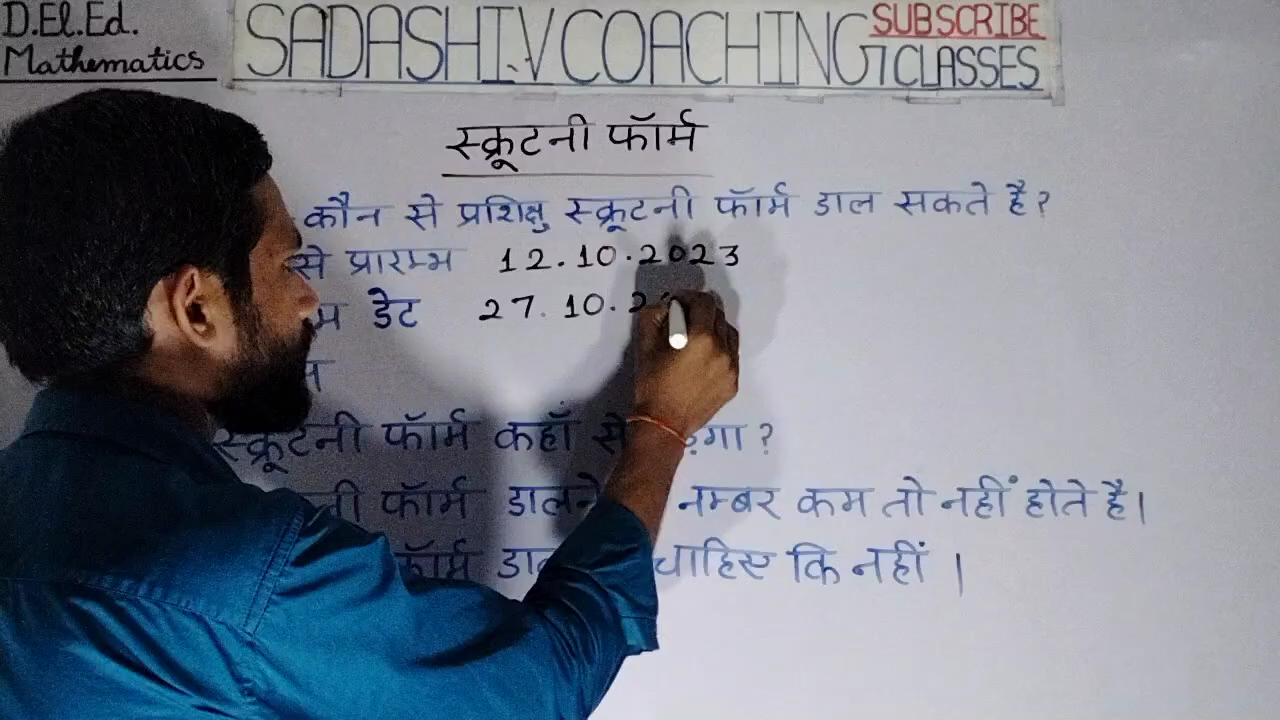 D.El.Ed.
Mathematics
SADASHIV COACHING CLASSES
SUBSCRIBE
स्क्रूटनी फॉर्म
कौन से प्रशिक्षु स्क्रूटनी फॉर्म डाल सकते है?
से प्रारम्भ 12.10.2023
डेट 27.10.2
स्क्रूटनी फॉर्म कहाँ से ?
फॉर्म डालने नम्बर कम तो नहीं होते है।
फॉर्म चाहिए कि नहीं ।